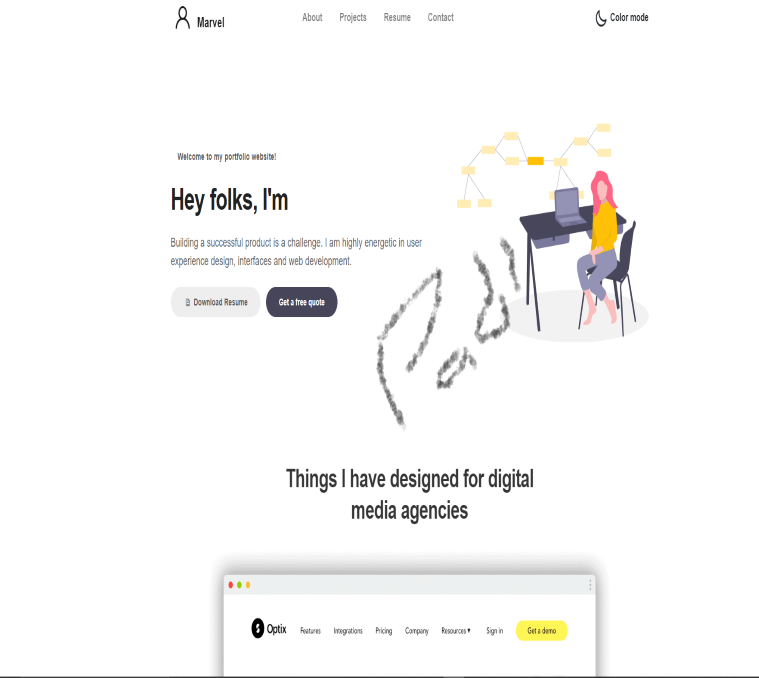 Marvel
About Projects Resume Contact
Color mode
Welcome to my portfolio website!
Hey folks, I'm
Building a successful product is a challenge. I am highly energetic in user
experience design, interfaces and web development.
Download Resume
Get a free quote
Things I have designed for digital
media agencies
Optix
Features Integrations Pricing Company Resources▾ Sign in Get a demo